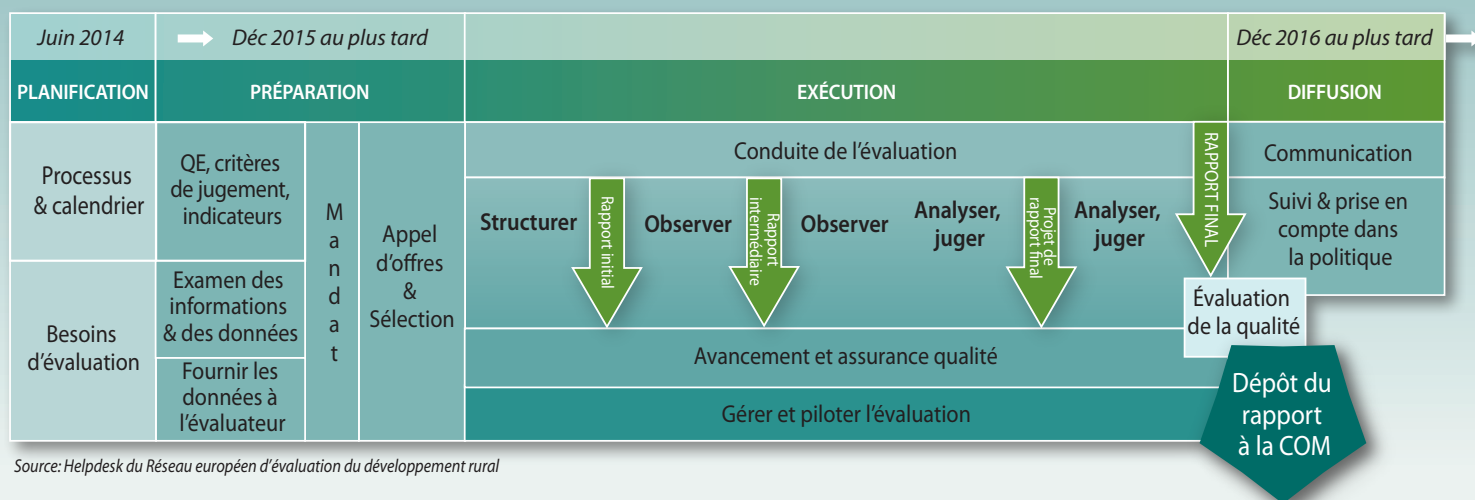 Juin 2014
Déc 2015 au plus tard
Déc 2016 au plus tard
PLANIFICATION
PRÉPARATION
EXÉCUTION
DIFFUSION
Processus
& calendrier
Besoins
d’évaluation
QE, critères
de jugement,
indicateurs
Examen des
informations
& des données
Fournir les
données à
l’évaluateur
M
a
n
d
a
t
Appel
d’offres
&
Sélection
Conduite de l’évaluation
Structurer
Rapport initial
Observer
Rapport
intermédiaire
Observer
Analyser,
juger
Projet de
rapport final
Analyser,
juger
RAPPORT FINAL
Avancement et assurance qualité
Gérer et piloter l’évaluation
Communication
Suivi & prise en
compte dans
la politique
Évaluation
de la qualité
Dépôt du
rapport
à la COM
Source: Helpdesk du Réseau européen d’évaluation du développement rural